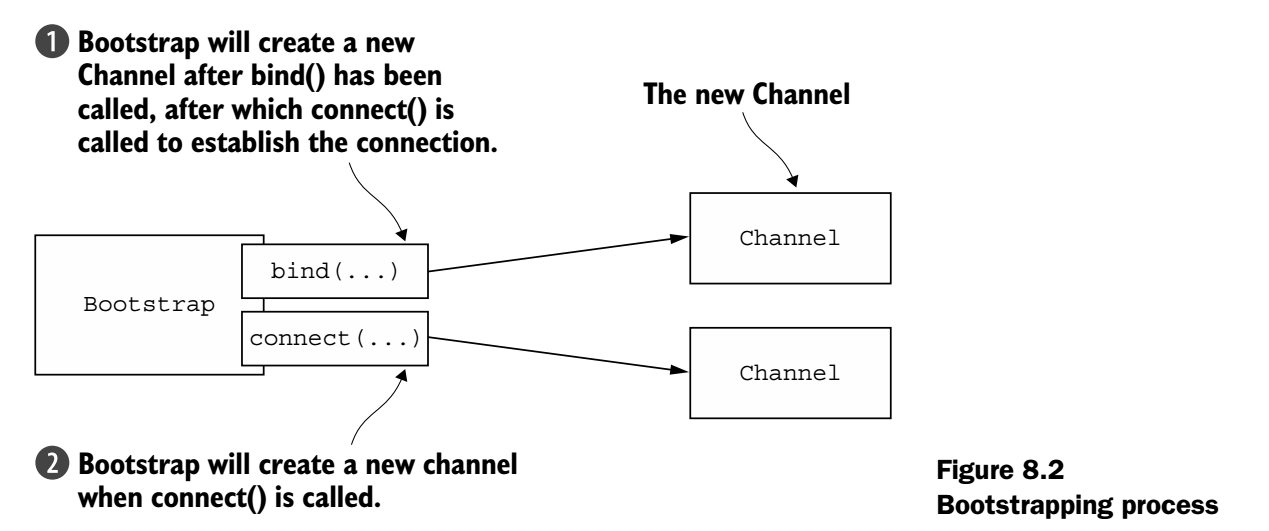 1 Bootstrap will create a new
Channel after bind() has been
called, after which connect() is
called to establish the connection.
The new Channel
Bootstrap
bind(...)
connect(...)
Channel
Channel
2 Bootstrap will create a new channel
when connect() is called.
Figure 8.2
Bootstrapping process